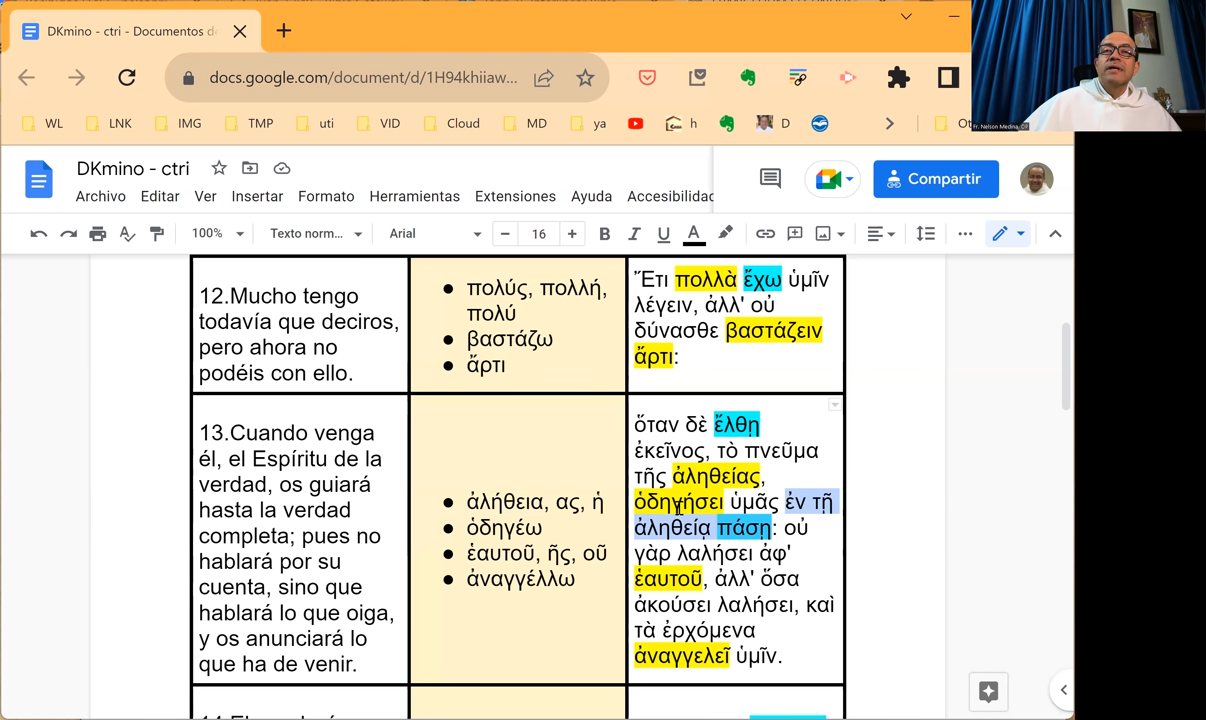 DKmino - ctri - Documentos de
docs.google.com/document/d/1H94khiiaw...
WL LNK IMG TMP uti VID Cloud MD ya h D Ot
Fr. Nelson Medina, OP
DKmino - ctri
Compartir
Archivo Editar Ver Insertar Formato Herramientas Extensiones Ayuda Accesibilidad
100% Texto norm... Arial 16 B I U A
12.Mucho tengo
todavía que deciros,
pero ahora no
podéis con ello.
πολύς, πολλή,
πολύ
βαστάζω
ἄρτι
Ἔτι πολλὰ ἔχω ὑμῖν
λέγειν, ἀλλ' οὐ
δύνασθε βαστάζειν
ἄρτι:
13.Cuando venga
él, el Espíritu de la
verdad, os guiará
hasta la verdad
completa; pues no
hablará por su
cuenta, sino que
hablará lo que oiga,
y os anunciará lo
que ha de venir.
ἀλήθεια, ας, ἡ
ὁδηγέω
ἑαυτοῦ, ῆς, οῦ
ἀναγγέλλω
ὅταν δὲ ἔλθῃ
ἐκεῖνος, τὸ πνεῦμα
τῆς ἀληθείας,
ὁδηγήσει ὑμᾶς ἐν τῇ
ἀληθείᾳ πάσῃ: οὐ
γὰρ λαλήσει ἀφ'
ἑαυτοῦ, ἀλλ' ὅσα
ἀκούσει λαλήσει, καὶ
τὰ ἐρχόμενα
ἀναγγελεῖ ὑμῖν.